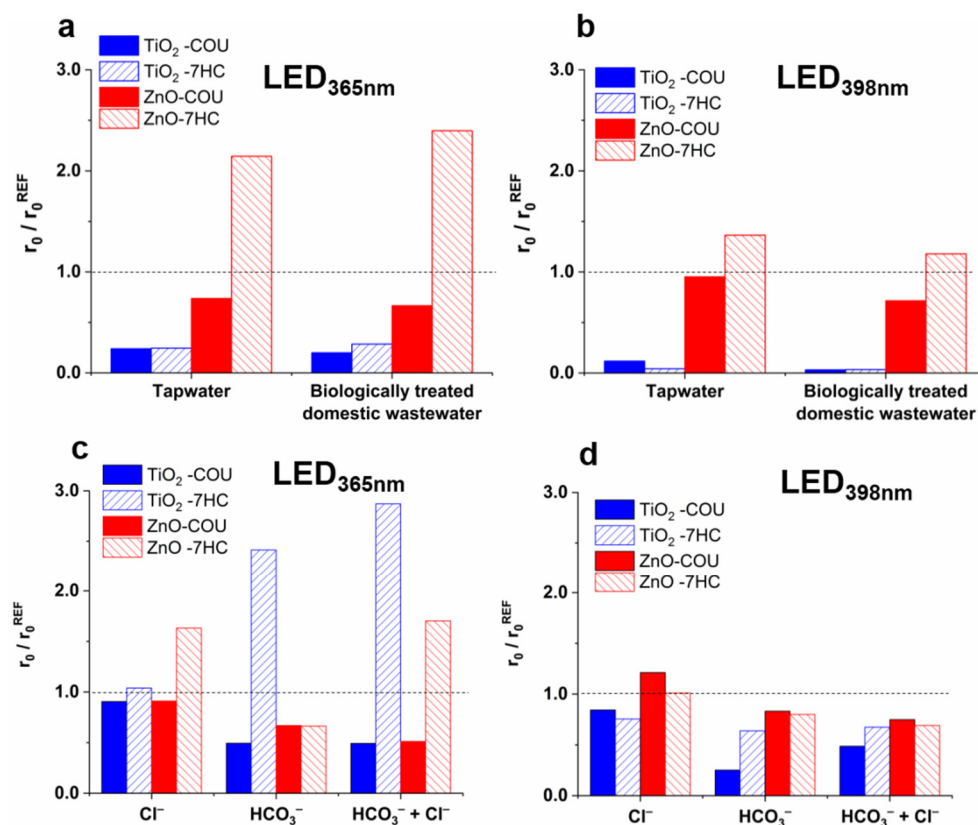 a
TiO₂ -COU
TiO₂ -7HC
ZnO-COU
ZnO-7HC
LED365nm
3.0
2.0
1.0
0.0
r₀ / r₀ᴿᴱᶠ
Tapwater
Biologically treated
domestic wastewater
b
TiO₂ -COU
TiO₂ -7HC
ZnO-COU
ZnO-7HC
LED398nm
3.0
2.0
1.0
0.0
r₀ / r₀ᴿᴱᶠ
Tapwater
Biologically treated
domestic wastewater
c
TiO₂ -COU
TiO₂ -7HC
ZnO-COU
ZnO -7HC
LED365nm
3.0
2.0
1.0
0.0
r₀ / r₀ᴿᴱᶠ
Cl⁻
HCO₃⁻
HCO₃⁻ + Cl⁻
d
TiO₂ -COU
TiO₂ -7HC
ZnO-COU
ZnO -7HC
LED398nm
3.0
2.0
1.0
0.0
r₀ / r₀ᴿᴱᶠ
Cl⁻
HCO₃⁻
HCO₃⁻ + Cl⁻